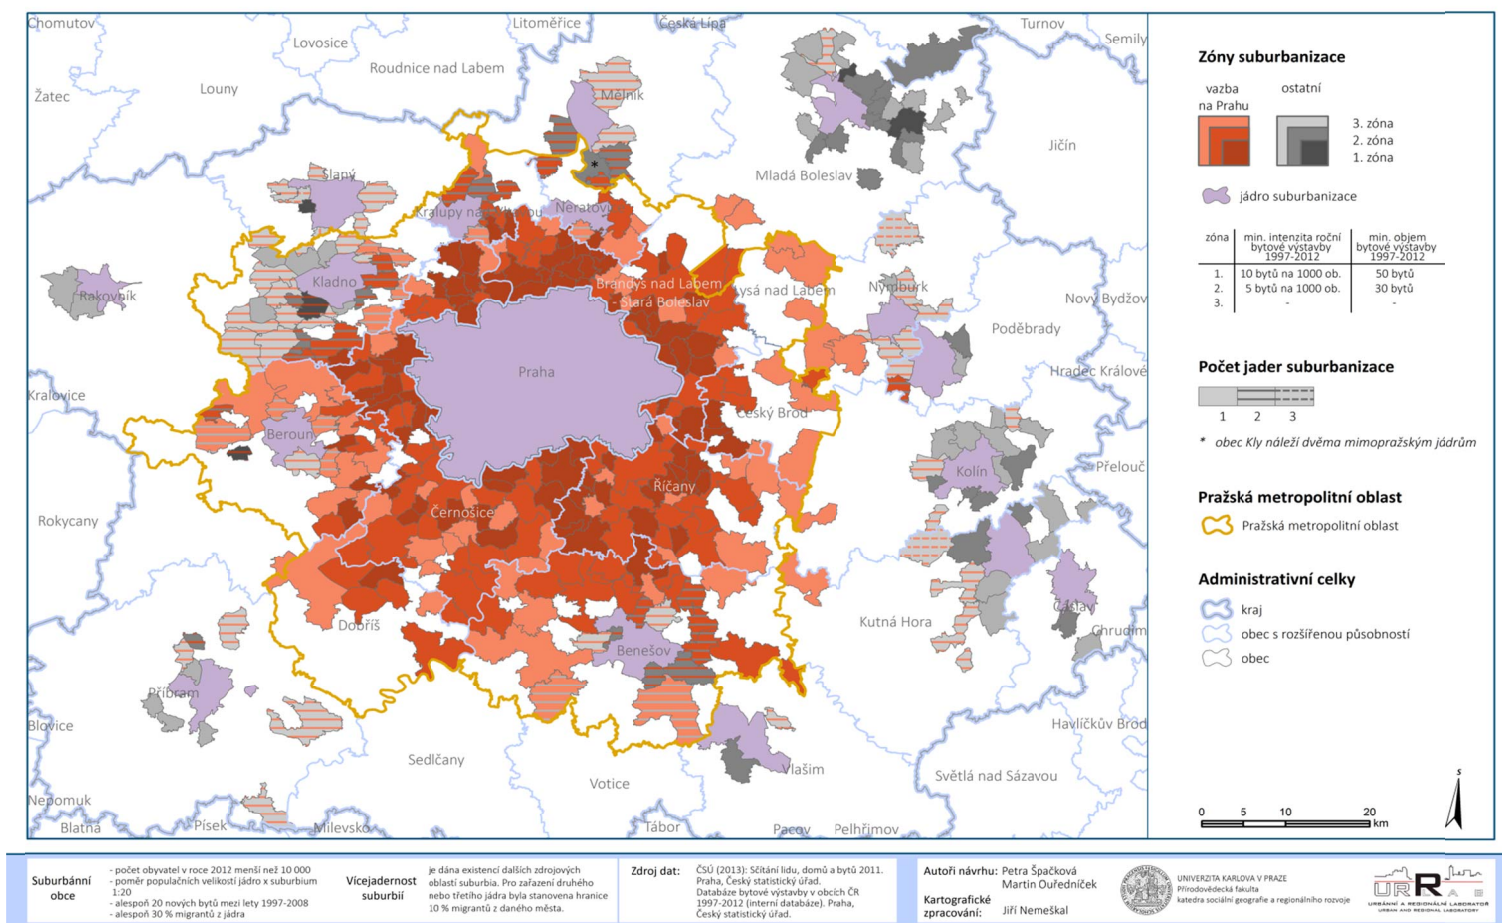 Chomutov
Litoměřice
Česká Lípa
Turnov
Semily
Lovosice
Roudnice nad Labem
Louny
Žatec
Mělník
Jičín
Mladá Boleslav
*
Slaný
Kralupy nad Vltavou
Neratovice
Kladno
Rakovník
Brandýs nad Labem
- Stará Boleslav
Lysá nad Labem
Nymburk
Nový Bydžov
Poděbrady
Praha
Hradec Králové
Kralovice
Český Brod
Beroun
Kolín
Přelouč
Říčany
Černošice
Rokycany
Dobříš
Benešov
Kutná Hora
Čáslav
Chrudim
Příbram
Blovice
Havlíčkův Brod
Sedlčany
Votice
Vlašim
Světlá nad Sázavou
Nepomuk
Blatná
Písek
Milevsko
Tábor
Pacov
Pelhřimov
Zóny suburbanizace
vazba
na Prahu
ostatní
3. zóna
2. zóna
1. zóna
jádro suburbanizace
zóna
min. intenzita roční
bytové výstavby
1997-2012
min. objem
bytové výstavby
1997-2012
1. 10 bytů na 1000 ob. 50 bytů
2. 5 bytů na 1000 ob. 30 bytů
3. - -
Počet jader suburbanizace
1 2 3
* obec Kly náleží dvěma mimopražským jádrům
Pražská metropolitní oblast
Pražská metropolitní oblast
Administrativní celky
kraj
obec s rozšířenou působností
obec
S
0 5 10 20
km
Suburbánní
obce
- počet obyvatel v roce 2012 menší než 10 000
- poměr populačních velikostí jádro x suburbium
1:20
- alespoň 20 nových bytů mezi lety 1997-2008
- alespoň 30 % migrantů z jádra
Vícejadernost
suburbií
je dána existencí dalších zdrojových
oblastí suburbia. Pro zařazení druhého
nebo třetího jádra byla stanovena hranice
10 % migrantů z daného města.
Zdroj dat:
ČSÚ (2013): Sčítání lidu, domů a bytů 2011.
Praha, Český statistický úřad.
Databáze bytové výstavby v obcích ČR
1997-2012 (interní databáze). Praha,
Český statistický úřad.
Autoři návrhu: Petra Špačková
Martin Ouředníček
Kartografické
zpracování: Jiří Nemeškal
UNIVERZITA KARLOVA V PRAZE
Přírodovědecká fakulta
katedra sociální geografie a regionálního rozvoje
URR LAB
URBÁNNÍ A REGIONÁLNÍ LABORATOŘ
URBAN AND REGIONAL LABORATORY